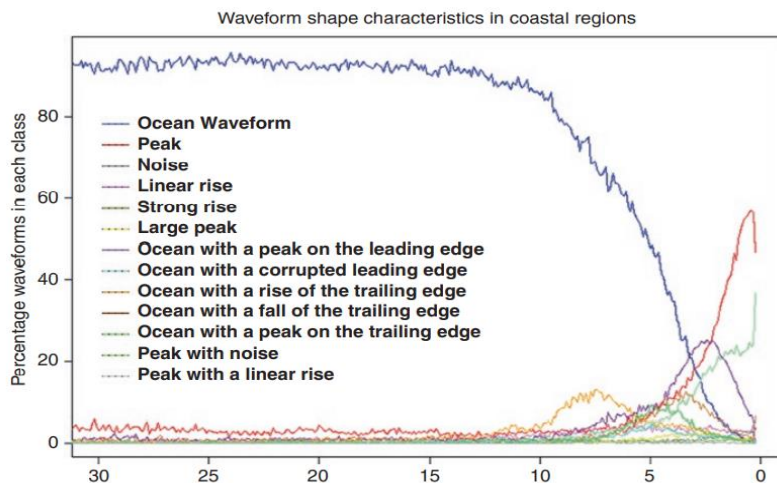 Waveform shape characteristics in coastal regions
Percentage waveforms in each class
80
60
40
20
0
Ocean Waveform
Peak
Noise
Linear rise
Strong rise
Large peak
Ocean with a peak on the leading edge
Ocean with a corrupted leading edge
Ocean with a rise of the trailing edge
Ocean with a fall of the trailing edge
Ocean with a peak on the trailing edge
Peak with noise
Peak with a linear rise
30 25 20 15 10 5 0